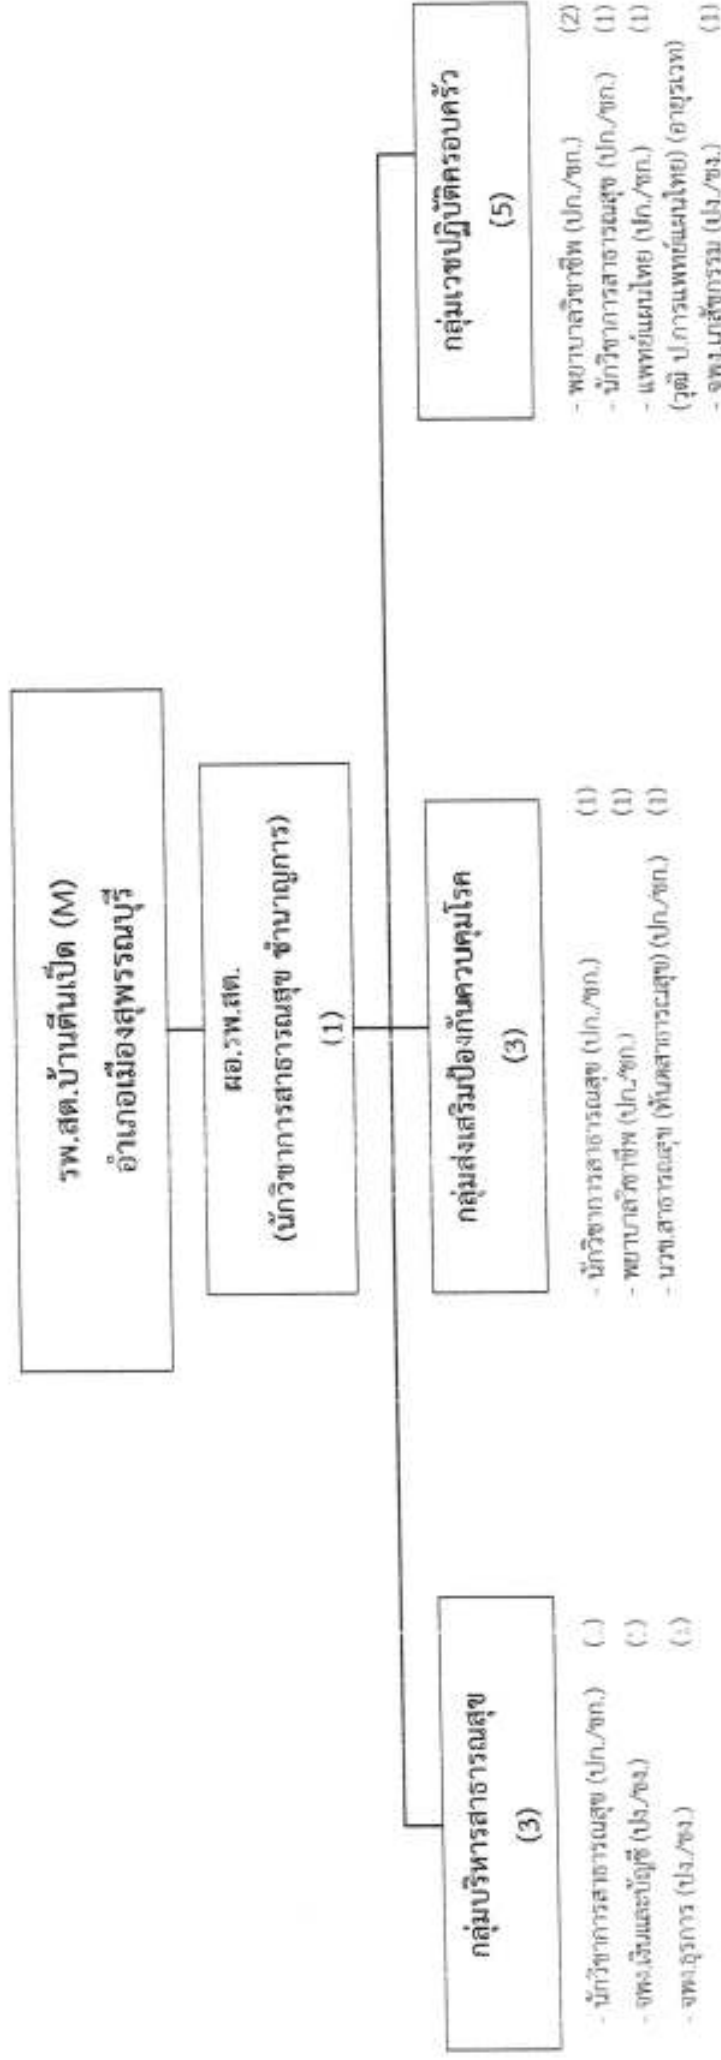 รพ.สต.บ้านตีนเป็ด (M)
อำเภอเมืองสุพรรณบุรี
ผอ.รพ.สต.
(นักวิชาการสาธารณสุข ชำนาญการ)
(1)
กลุ่มบริหารสาธารณสุข
(3)
- นักวิชาการสาธารณสุข (ปก./ชก.)
- จพง.เงินและบัญชี (ปง./ชง.)
- จพง.ธุรการ (ปง./ชง.)
กลุ่มส่งเสริมป้องกันควบคุมโรค
(3)
- นักวิชาการสาธารณสุข (ปก./ชก.) (1)
- พยาบาลวิชาชีพ (ปก./ชก.) (1)
- นวช.สาธารณสุข (ทันตสาธารณสุข) (ปก./ชก.) (1)
กลุ่มเวชปฏิบัติครอบครัว
(5)
- พยาบาลวิชาชีพ (ปก./ชก.) (2)
- นักวิชาการสาธารณสุข (ปก./ชก.) (1)
- แพทย์แผนไทย (ปก./ชก.) (1)
(วุฒิ ป.การแพทย์แผนไทย) (อายุรเวท)
- จพง.เภสัชกรรม (ปง./ชง.) (1)